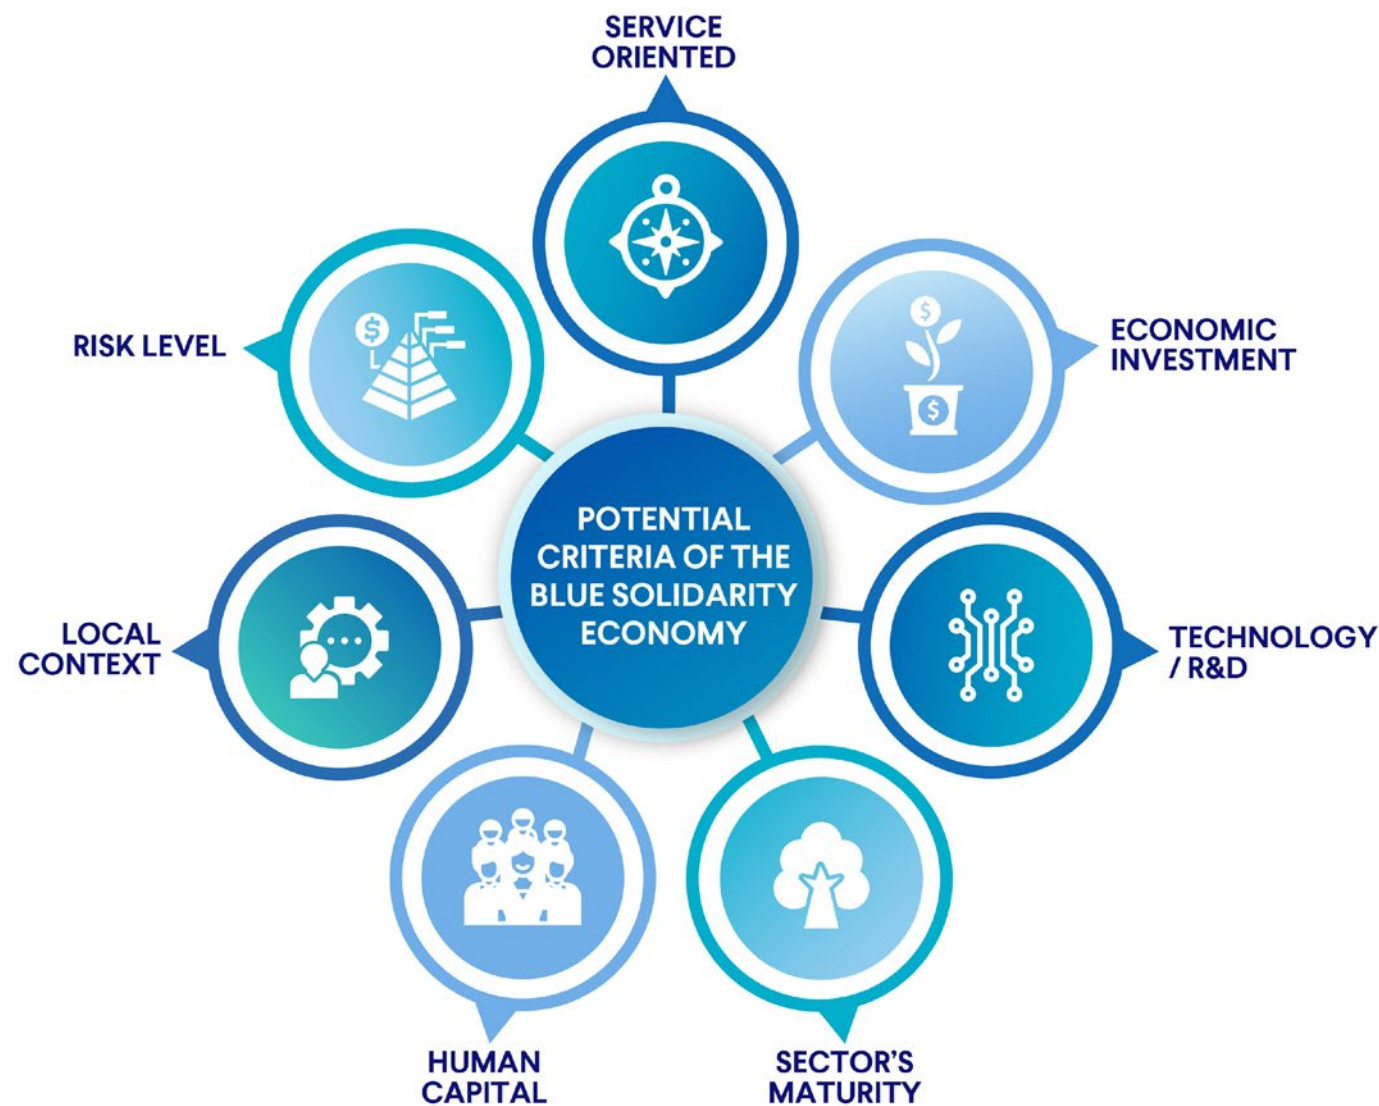 SERVICE
ORIENTED
RISK LEVEL
ECONOMIC
INVESTMENT
$
$
$
POTENTIAL
CRITERIA OF THE
BLUE SOLIDARITY
ECONOMY
LOCAL
CONTEXT
TECHNOLOGY
/ R&D
HUMAN
CAPITAL
SECTOR’S
MATURITY